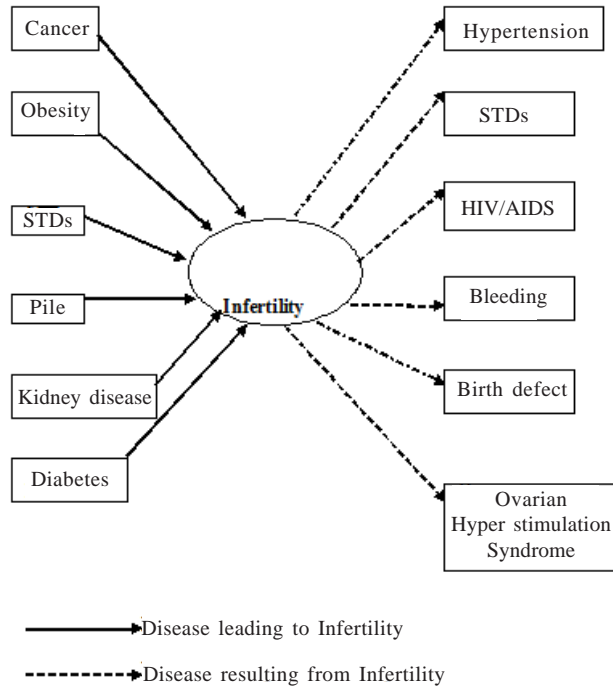 Cancer
Obesity
STDs
Pile
Kidney disease
Diabetes
Infertility
Hypertension
STDs
HIV/AIDS
Bleeding
Birth defect
Ovarian
Hyper stimulation
Syndrome
Disease leading to Infertility
Disease resulting from Infertility